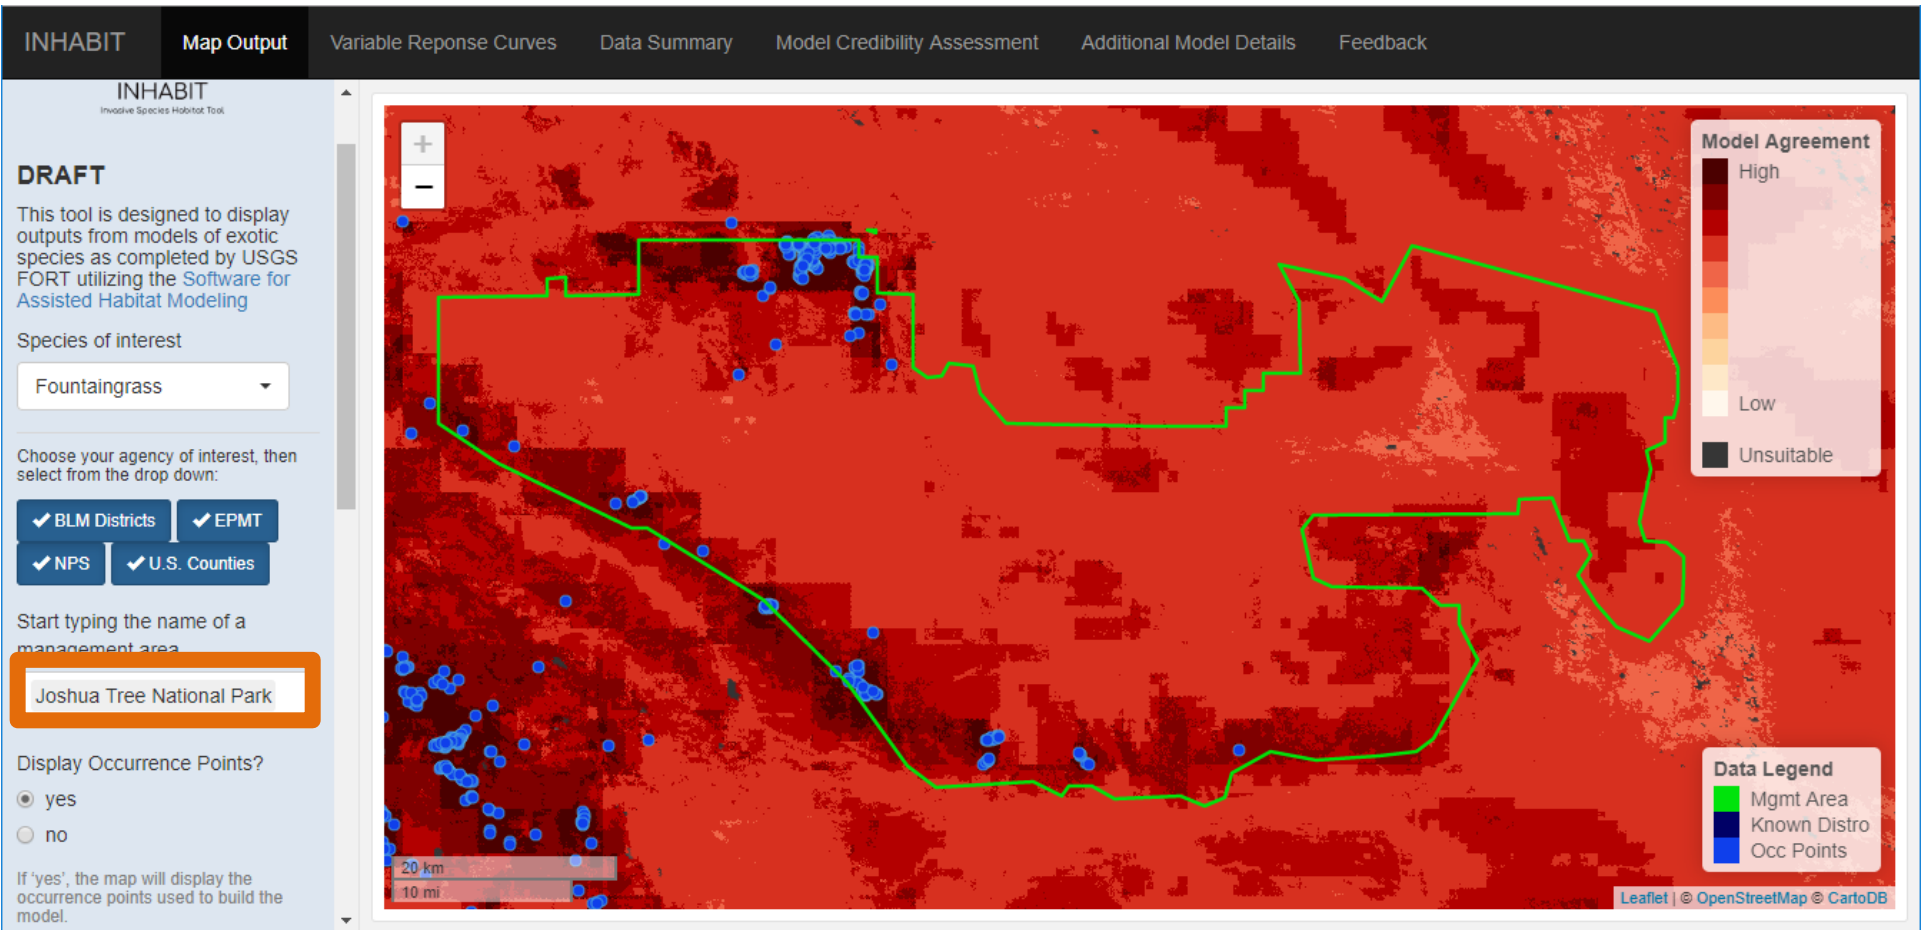 INHABIT
Map Output
Variable Reponse Curves
Data Summary
Model Credibility Assessment
Additional Model Details
Feedback
INHABIT
Invasive Species Habitat Tool
DRAFT
This tool is designed to display
outputs from models of exotic
species as completed by USGS
FORT utilizing the Software for
Assisted Habitat Modeling
Species of interest
Fountaingrass
Choose your agency of interest, then
select from the drop down:
BLM Districts
EPMT
NPS
U.S. Counties
Start typing the name of a
management area
Joshua Tree National Park
Display Occurrence Points?
yes
no
If 'yes', the map will display the
occurrence points used to build the
model.
+
−
Model Agreement
High
Low
Unsuitable
Data Legend
Mgmt Area
Known Distro
Occ Points
20 km
10 mi
Leaflet | © OpenStreetMap © CartoDB